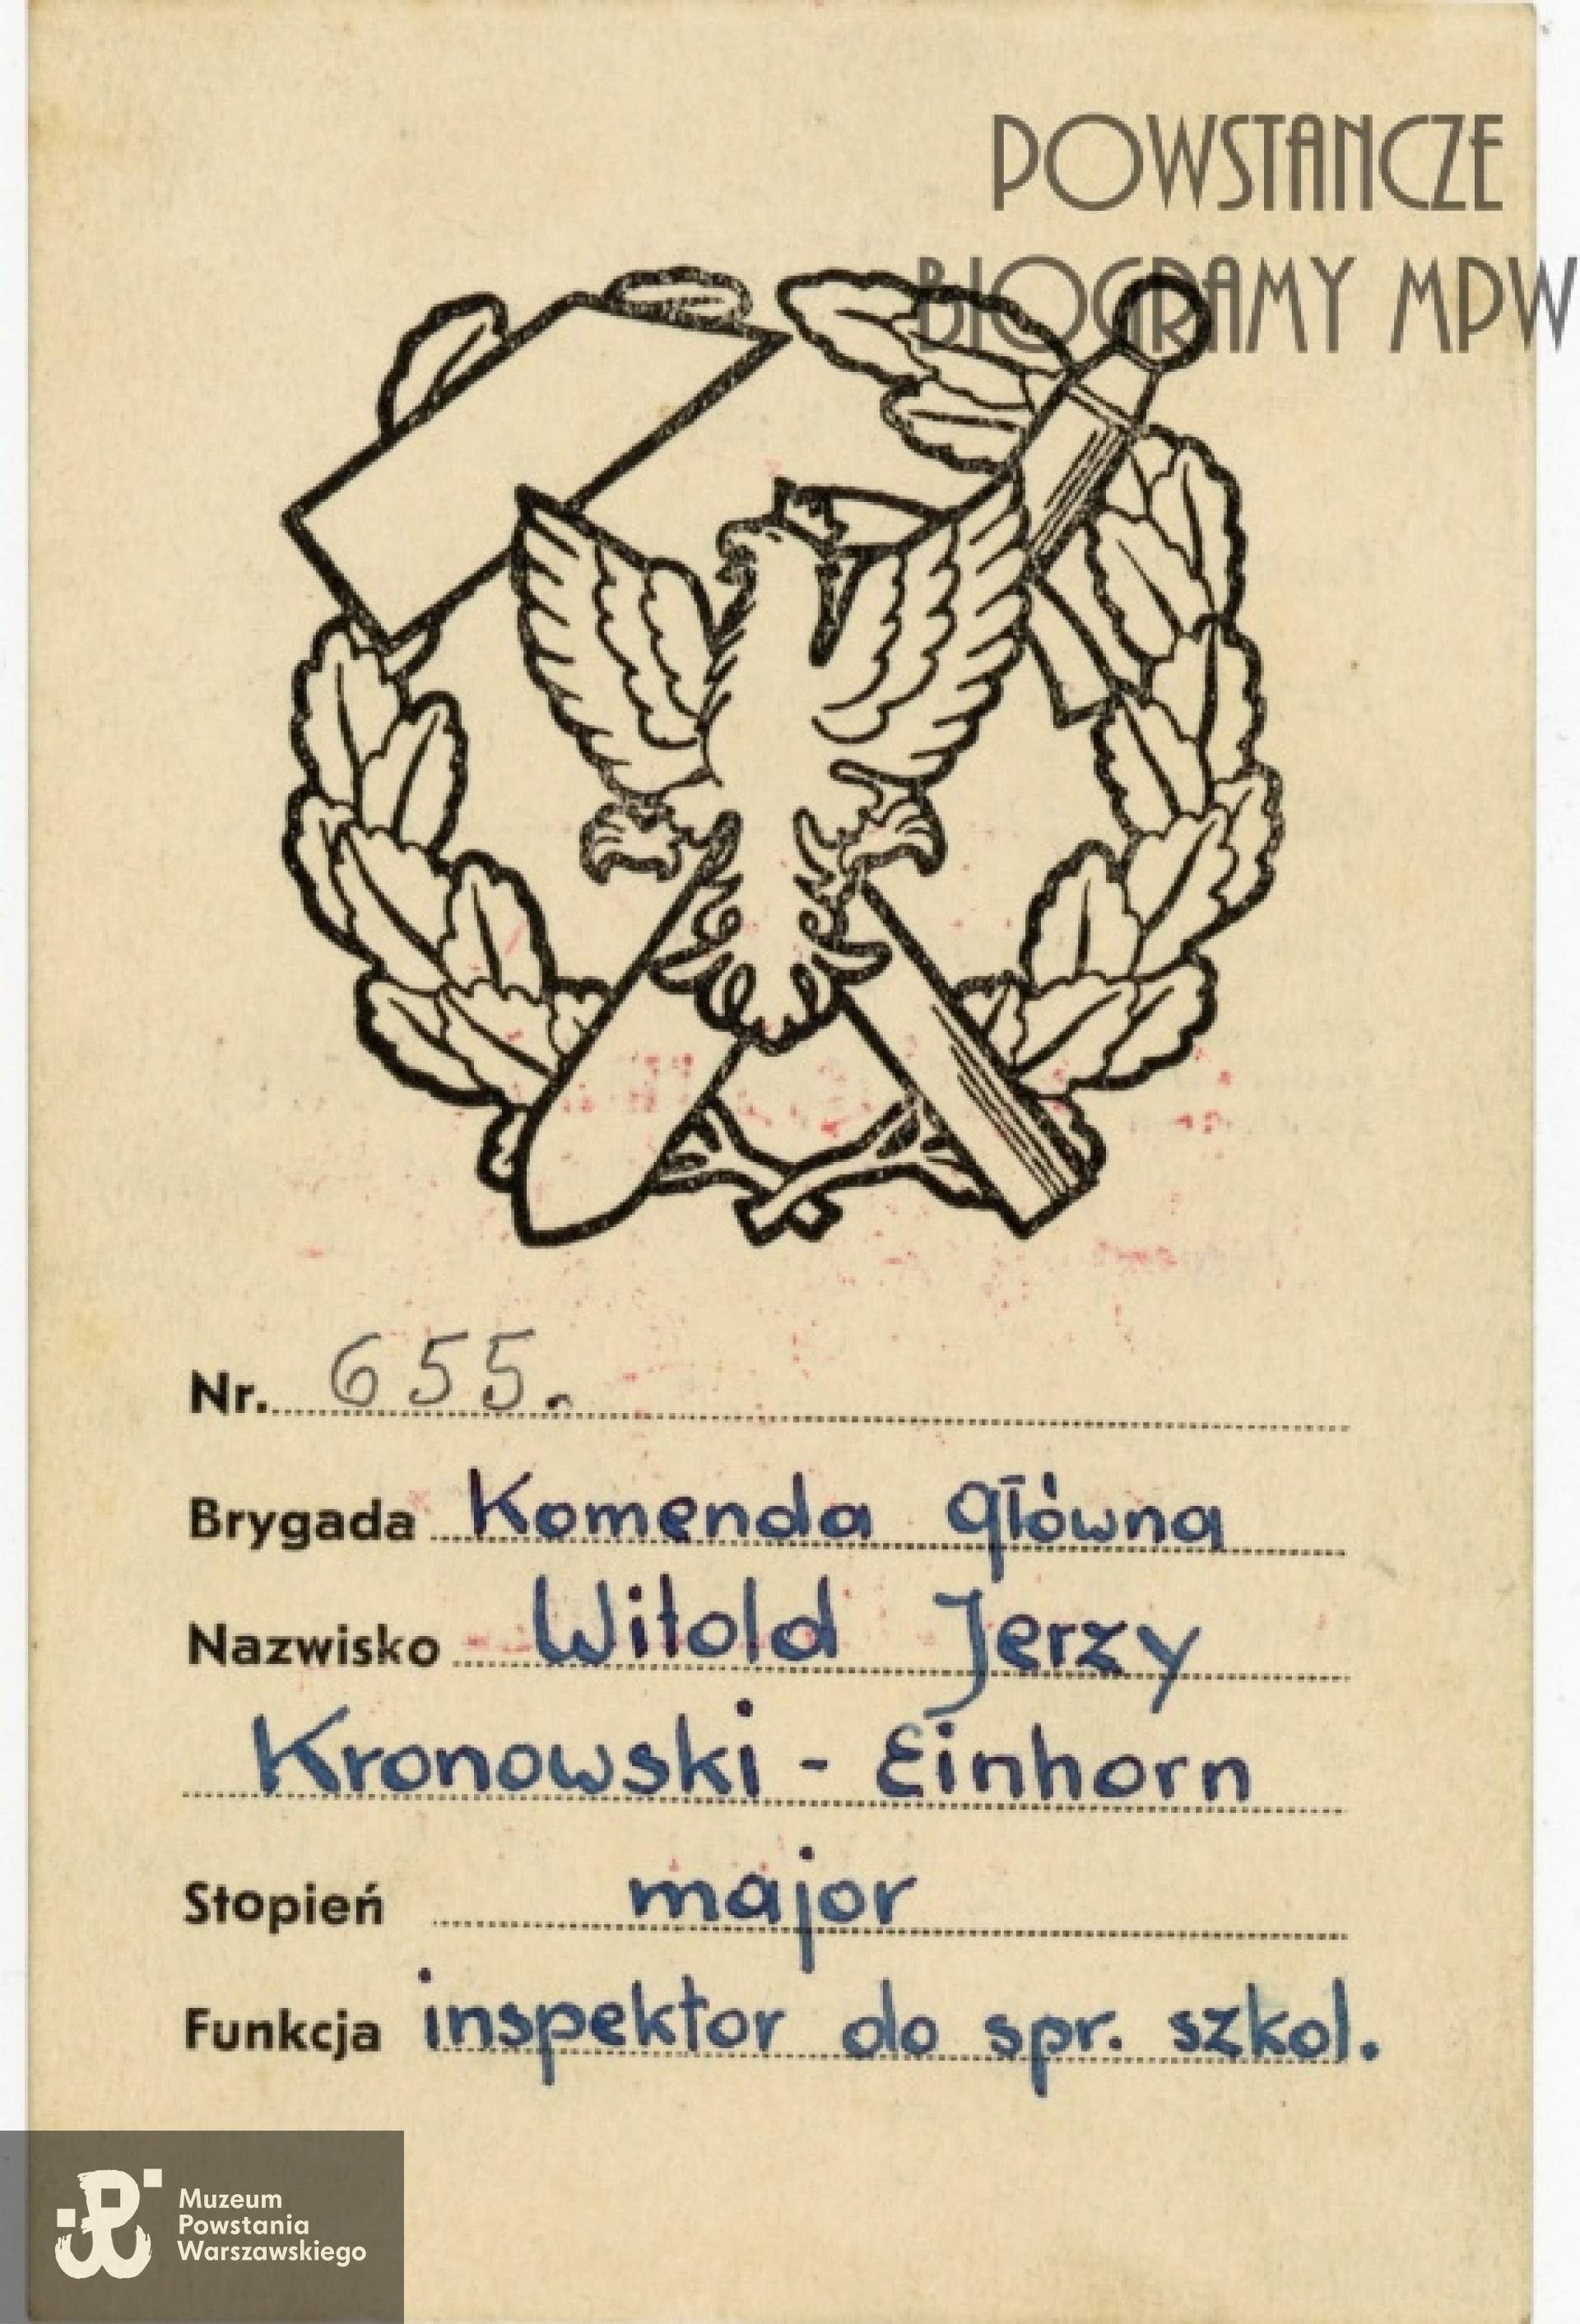 POWSTANCZE
BIOGRAMY MPW
Nr. 655.
Brygada Komenda główna
Nazwisko Witold Jerzy
Kronowski - Einhorn
Stopień major
Funkcja inspektor do spr. szkol.
Muzeum
Powstania
Warszawskiego